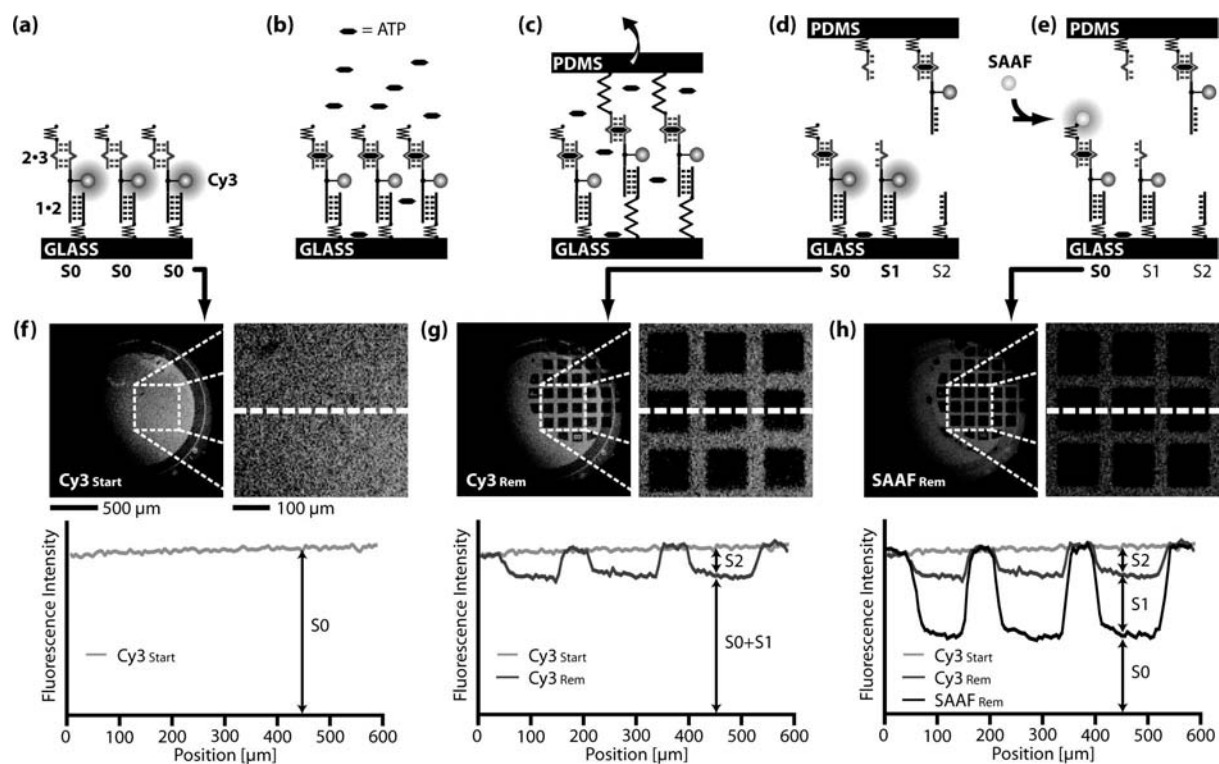 (a)
(b)
= ATP
(c)
(d)
(e)
PDMS
PDMS
PDMS
SAAF
2•3
Cy3
1•2
GLASS
GLASS
GLASS
GLASS
GLASS
S0 S0 S0
S0 S1 S2
S0 S1 S2
(f)
(g)
(h)
Cy3 Start
Cy3 Rem
SAAF Rem
500 µm
100 µm
Fluorescence Intensity
S0
Cy3 Start
0 100 200 300 400 500 600
Position [µm]
Fluorescence Intensity
S2
S0+S1
Cy3 Start
Cy3 Rem
0 100 200 300 400 500 600
Position [µm]
Fluorescence Intensity
S2
S1
S0
Cy3 Start
Cy3 Rem
SAAF Rem
0 100 200 300 400 500 600
Position [µm]